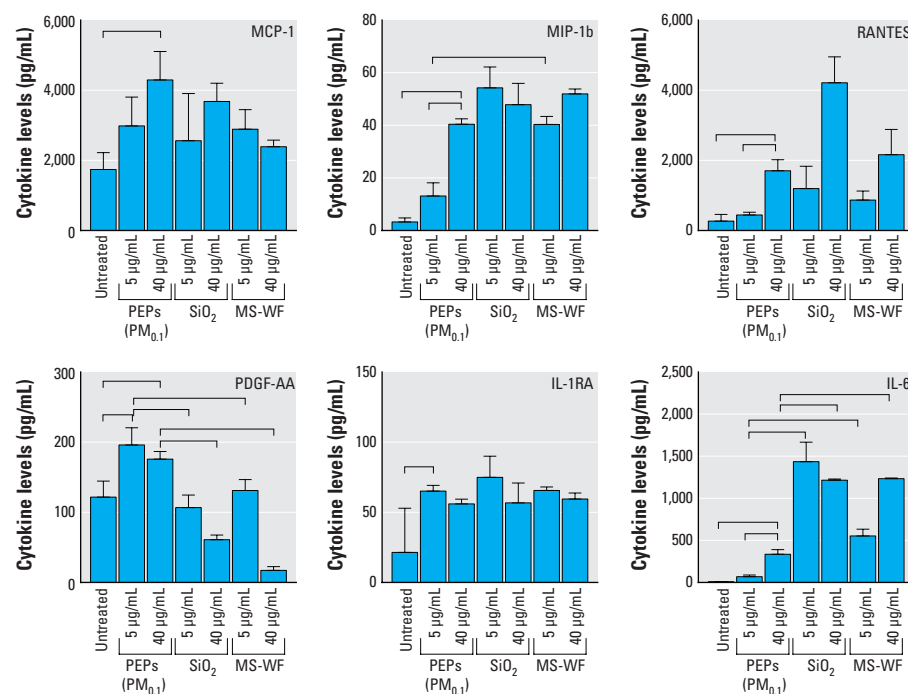 MCP-1
Cytokine levels (pg/mL)
6,000
4,000
2,000
0
Untreated
5 µg/mL
40 µg/mL
5 µg/mL
40 µg/mL
5 µg/mL
40 µg/mL
PEPs
(PM0.1)
SiO2
MS-WF
MIP-1b
Cytokine levels (pg/mL)
80
60
40
20
0
Untreated
5 µg/mL
40 µg/mL
5 µg/mL
40 µg/mL
5 µg/mL
40 µg/mL
PEPs
(PM0.1)
SiO2
MS-WF
RANTES
Cytokine levels (pg/mL)
6,000
4,000
2,000
0
Untreated
5 µg/mL
40 µg/mL
5 µg/mL
40 µg/mL
5 µg/mL
40 µg/mL
PEPs
(PM0.1)
SiO2
MS-WF
PDGF-AA
Cytokine levels (pg/mL)
300
200
100
0
Untreated
5 µg/mL
40 µg/mL
5 µg/mL
40 µg/mL
5 µg/mL
40 µg/mL
PEPs
(PM0.1)
SiO2
MS-WF
IL-1RA
Cytokine levels (pg/mL)
150
100
50
0
Untreated
5 µg/mL
40 µg/mL
5 µg/mL
40 µg/mL
5 µg/mL
40 µg/mL
PEPs
(PM0.1)
SiO2
MS-WF
IL-6
Cytokine levels (pg/mL)
2,500
2,000
1,500
1,000
500
0
Untreated
5 µg/mL
40 µg/mL
5 µg/mL
40 µg/mL
5 µg/mL
40 µg/mL
PEPs
(PM0.1)
SiO2
MS-WF